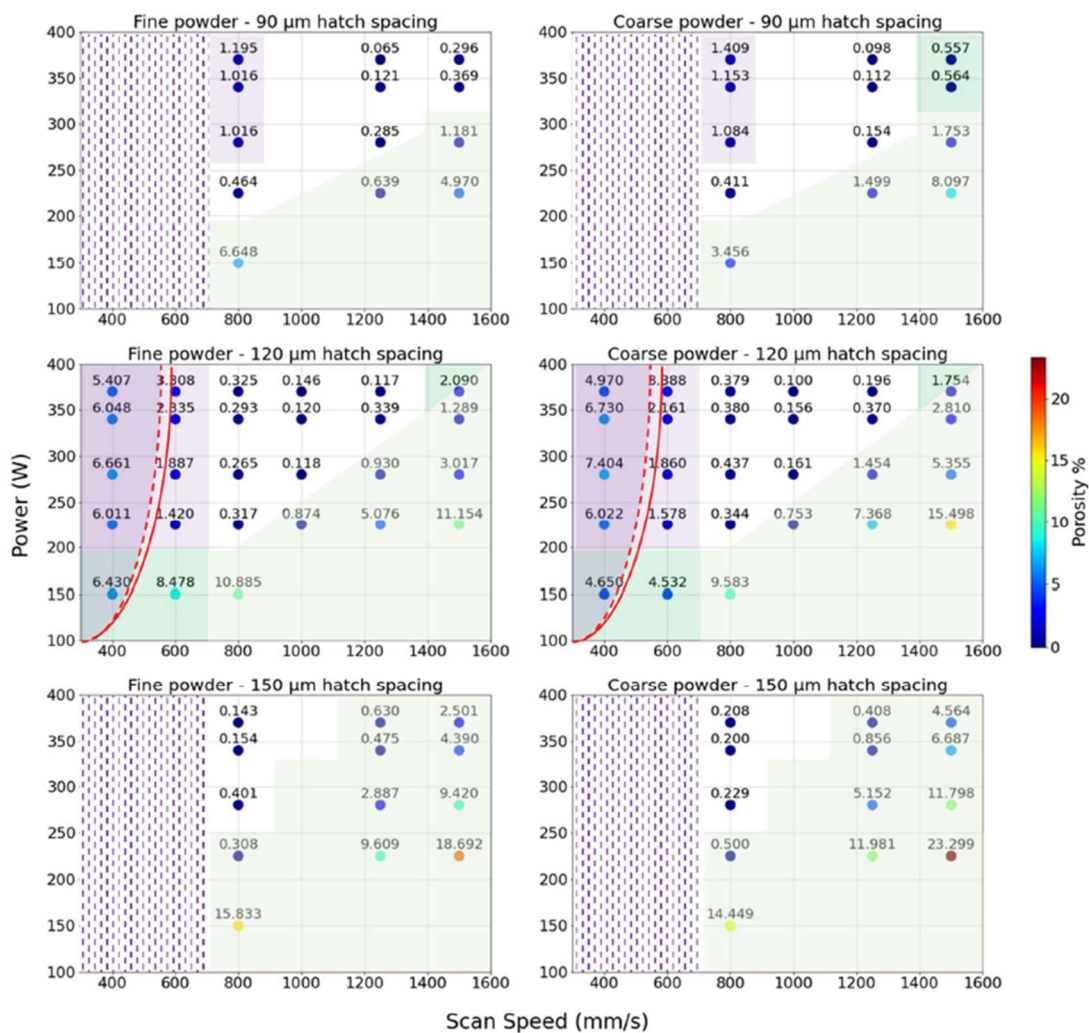 Fine powder - 90 µm hatch spacing
Coarse powder - 90 µm hatch spacing
400 350 300 250 200 150 100
1.195 0.065 0.296
1.016 0.121 0.369
1.016 0.285 1.181
0.464 0.639 4.970
6.648
400 600 800 1000 1200 1400 1600
400 350 300 250 200 150 100
1.409 0.098 0.557
1.153 0.112 0.564
1.084 0.154 1.753
0.411 1.499 8.097
3.456
400 600 800 1000 1200 1400 1600
Fine powder - 120 µm hatch spacing
Coarse powder - 120 µm hatch spacing
Power (W)
400 350 300 250 200 150 100
5.407 3.308 0.325 0.146 0.117 2.090
6.048 2.335 0.293 0.120 0.339 1.289
6.661 1.887 0.265 0.118 0.930 3.017
6.011 1.420 0.317 0.874 5.076 11.154
6.430 8.478 10.885
400 600 800 1000 1200 1400 1600
400 350 300 250 200 150 100
4.970 3.388 0.379 0.100 0.196 1.754
6.730 2.161 0.380 0.156 0.370 2.810
7.404 1.860 0.437 0.161 1.454 5.355
6.022 1.578 0.344 0.753 7.368 15.498
4.650 4.532 9.583
400 600 800 1000 1200 1400 1600
20
15
10
5
0
Porosity %
Fine powder - 150 µm hatch spacing
Coarse powder - 150 µm hatch spacing
400 350 300 250 200 150 100
0.143 0.630 2.501
0.154 0.475 4.390
0.401 2.887 9.420
0.308 9.609 18.692
15.833
400 600 800 1000 1200 1400 1600
400 350 300 250 200 150 100
0.208 0.408 4.564
0.200 0.856 6.687
0.229 5.152 11.798
0.500 11.981 23.299
14.449
400 600 800 1000 1200 1400 1600
Scan Speed (mm/s)